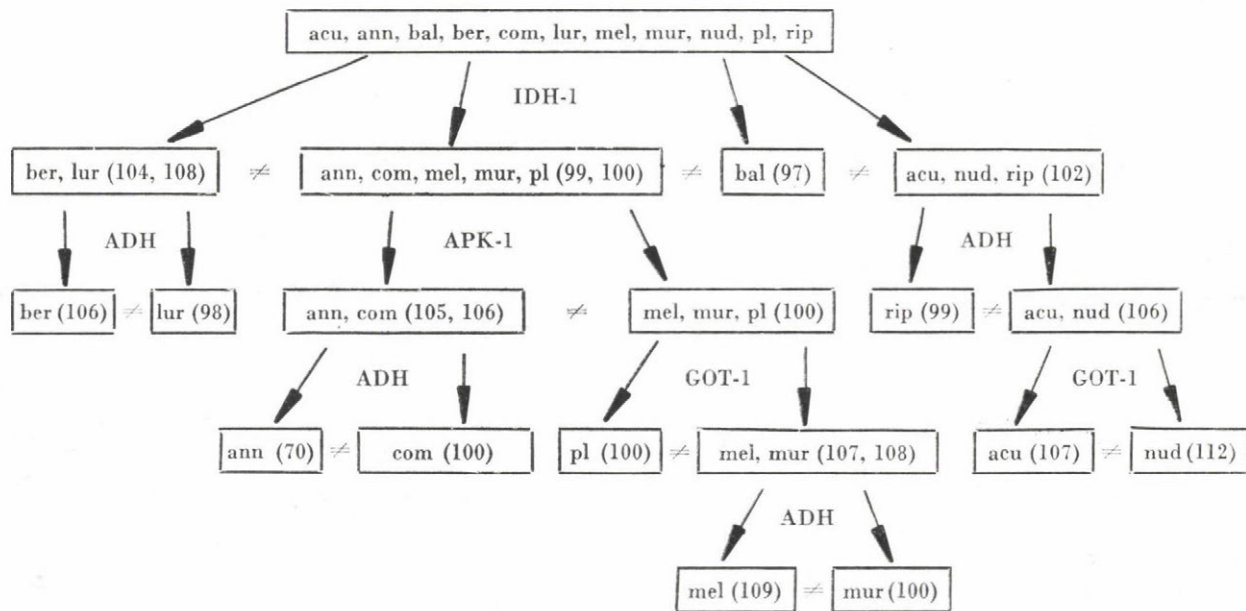 acu, ann, bal, ber, com, lur, mel, mur, nud, pl, rip
IDH-1
ber, lur (104, 108) ≠ ann, com, mel, mur, pl (99, 100) ≠ bal (97) ≠ acu, nud, rip (102)
ADH APK-1 ADH
ber (106) ≠ lur (98) ann, com (105, 106) ≠ mel, mur, pl (100) rip (99) ≠ acu, nud (106)
ADH GOT-1 GOT-1
ann (70) ≠ com (100) pl (100) ≠ mel, mur (107, 108) acu (107) ≠ nud (112)
ADH
mel (109) ≠ mur (100)